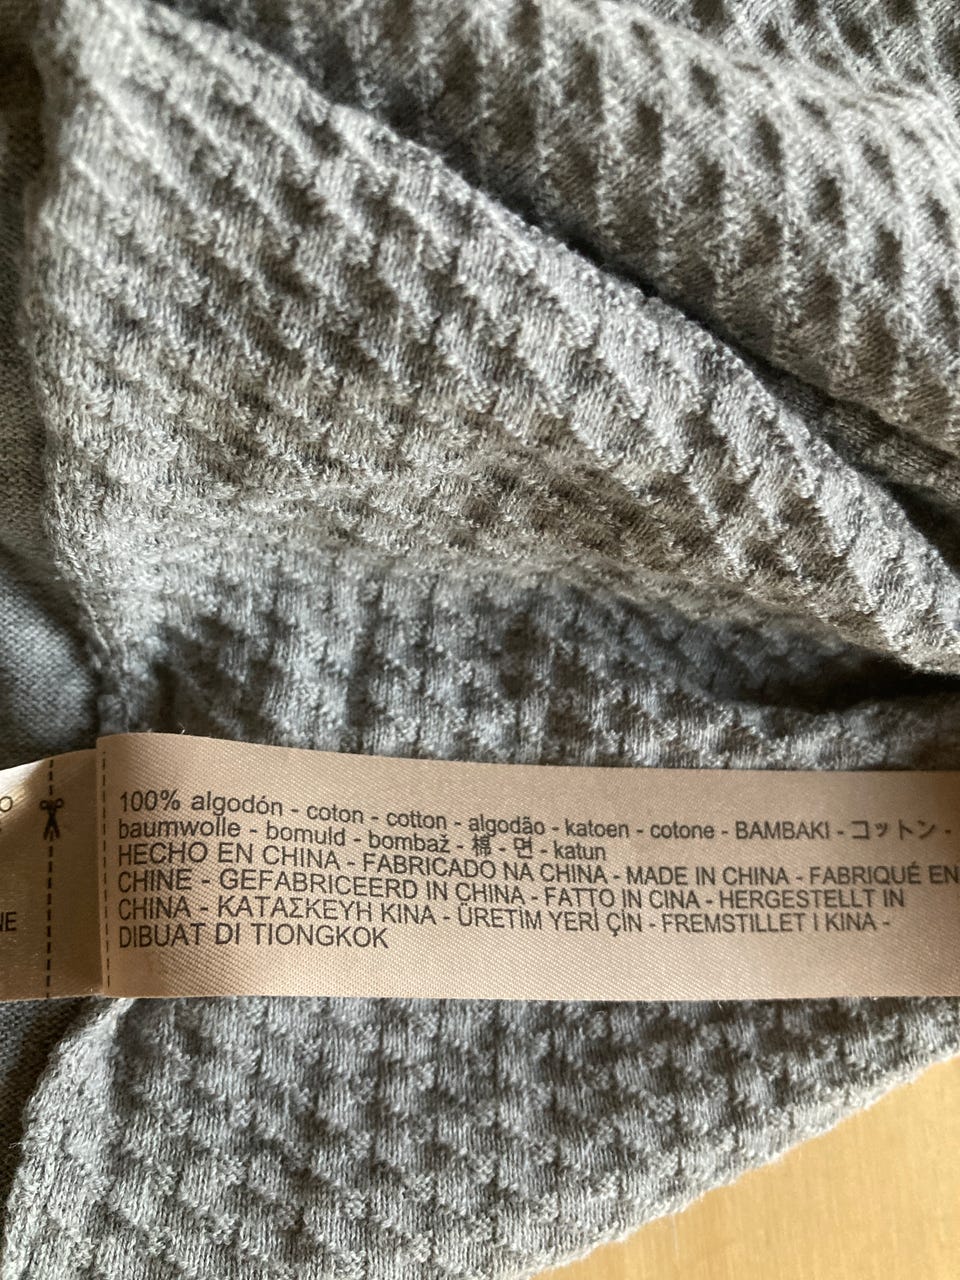 100% algodón - coton - cotton - algodão - katoen - cotone - BAMBAKI - コットン -
baumwolle - bomuld - bombaž - 棉 - 면 - katun
HECHO EN CHINA - FABRICADO NA CHINA - MADE IN CHINA - FABRIQUÉ EN
CHINE - GEFABRICEERD IN CHINA - FATTO IN CINA - HERGESTELLT IN
CHINA - ΚΑΤΑΣΚΕΥΗ ΚΙΝΑ - ÜRETİM YERİ ÇİN - FREMSTILLET I KINA -
DIBUAT DI TIONGKOK